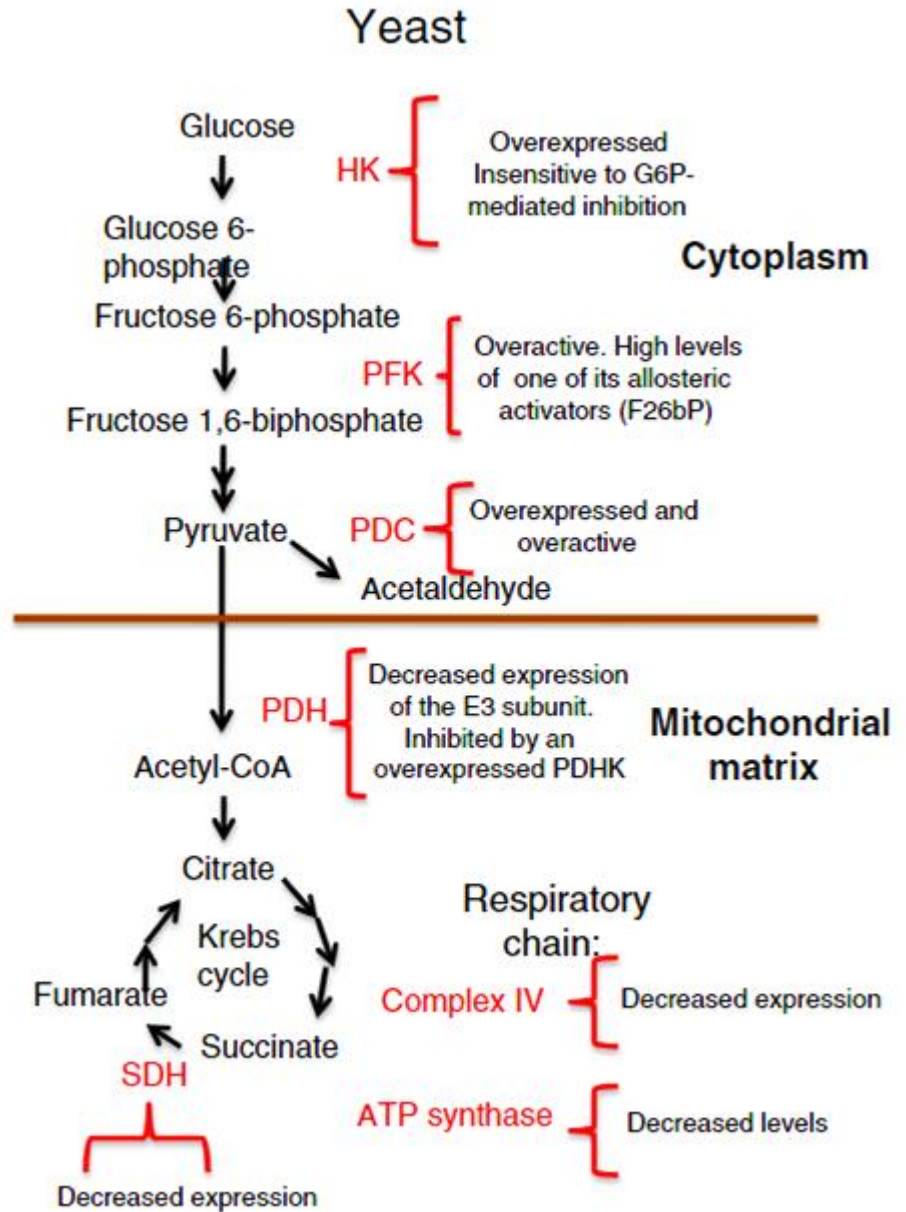 Yeast
Glucose
HK
Overexpressed
Insensitive to G6P-
mediated inhibition
Glucose 6-
phosphate
Cytoplasm
Fructose 6-phosphate
PFK
Overactive. High levels
of one of its allosteric
activators (F26bP)
Fructose 1,6-biphosphate
Pyruvate
PDC
Overexpressed and
overactive
Acetaldehyde
PDH
Decreased expression
of the E3 subunit.
Inhibited by an
overexpressed PDHK
Mitochondrial
matrix
Acetyl-CoA
Citrate
Krebs
cycle
Fumarate
Succinate
SDH
Decreased expression
Respiratory
chain:
Complex IV
Decreased expression
ATP synthase
Decreased levels